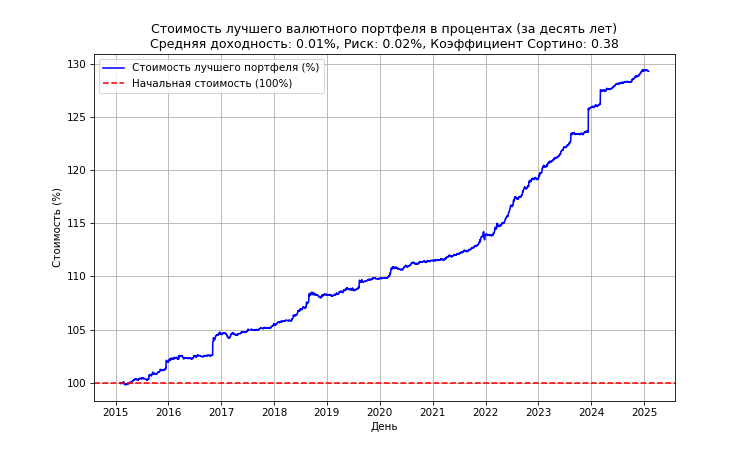 Стоимость лучшего валютного портфеля в процентах (за десять лет)
Средняя доходность: 0.01%, Риск: 0.02%, Коэффициент Сортино: 0.38
Стоимость лучшего портфеля (%)
Начальная стоимость (100%)
Стоимость (%)
130
125
120
115
110
105
100
2015 2016 2017 2018 2019 2020 2021 2022 2023 2024 2025
День